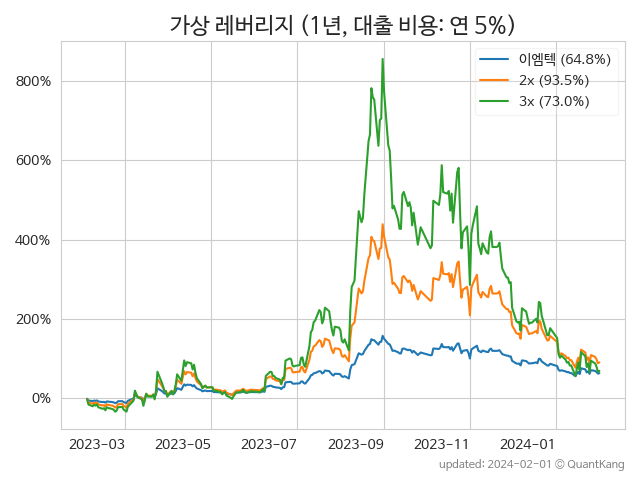 가상 레버리지 (1년, 대출 비용: 연 5%)
이엠텍 (64.8%)
2x (93.5%)
3x (73.0%)
800%
600%
400%
200%
0%
2023-03 2023-05 2023-07 2023-09 2023-11 2024-01
updated: 2024-02-01 © QuantKang